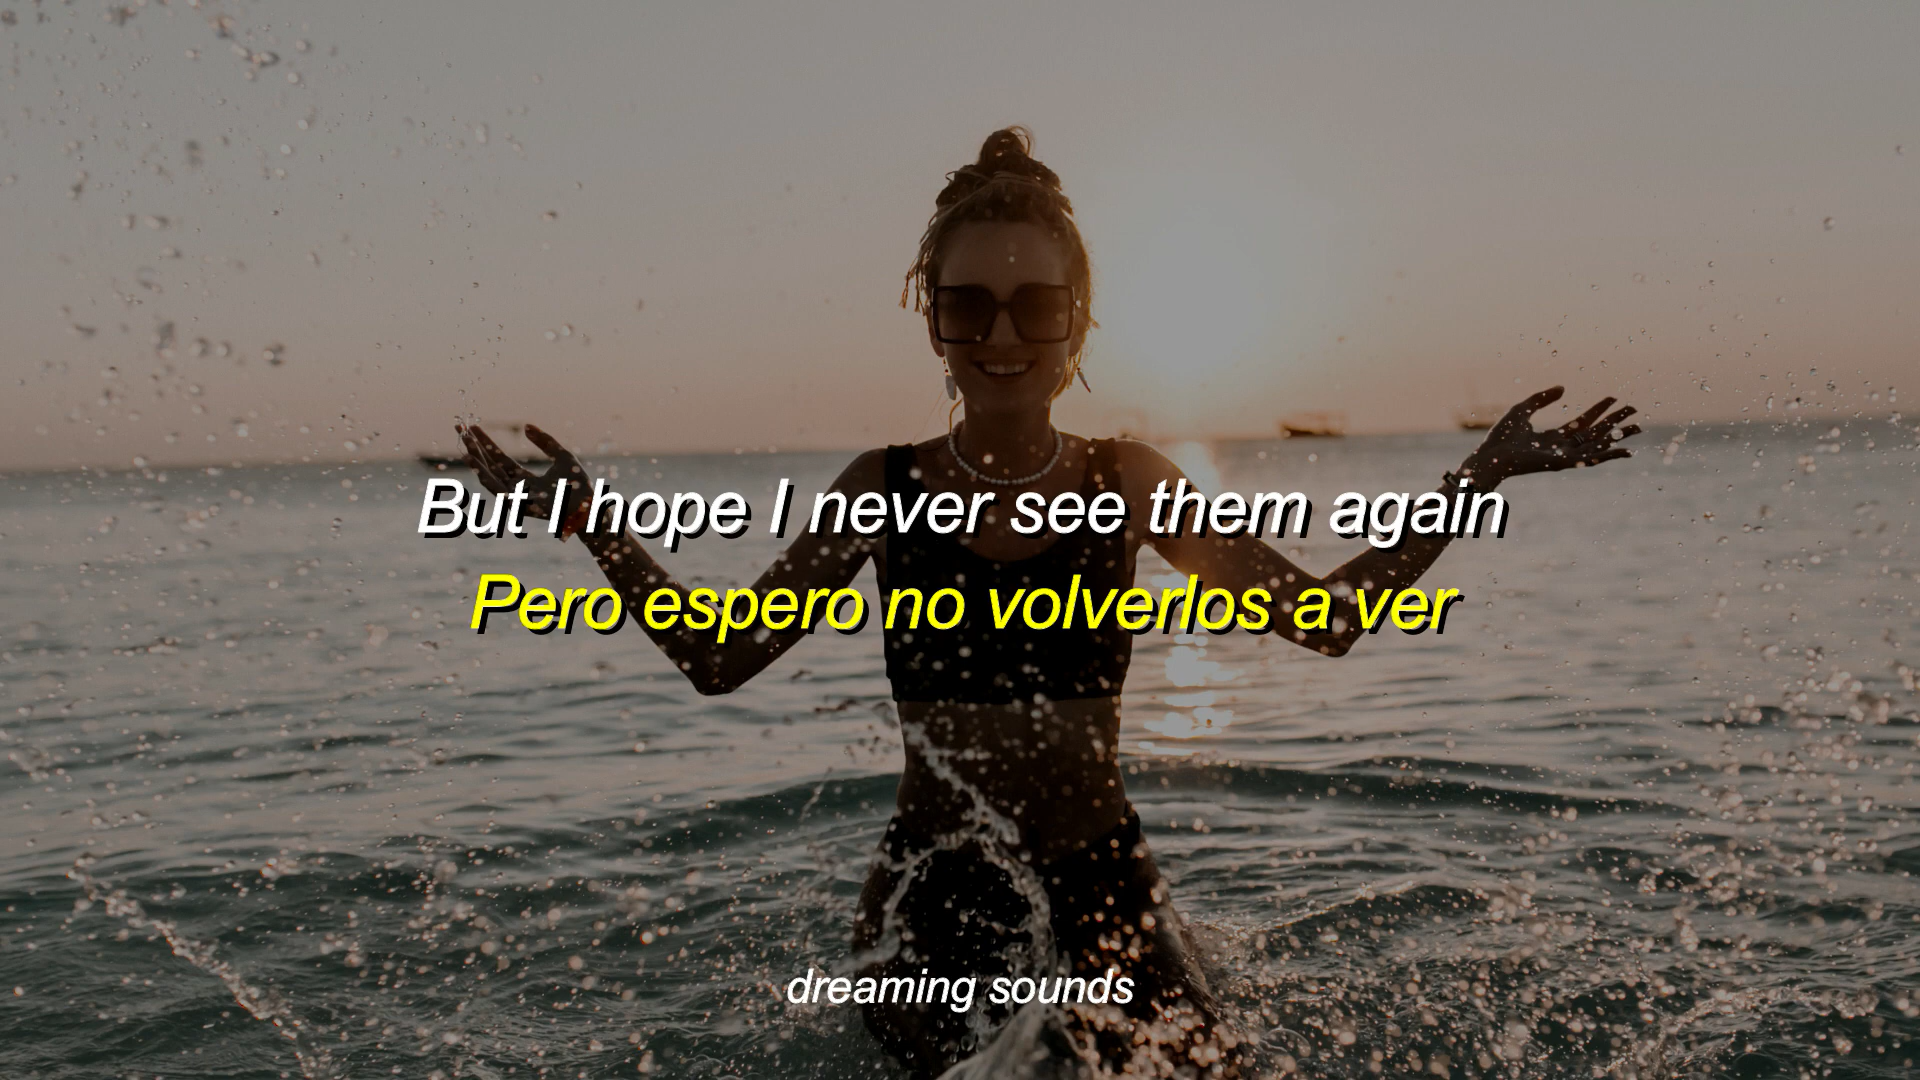 But I hope I never see them again
Pero espero no volverlos a ver
dreaming sounds